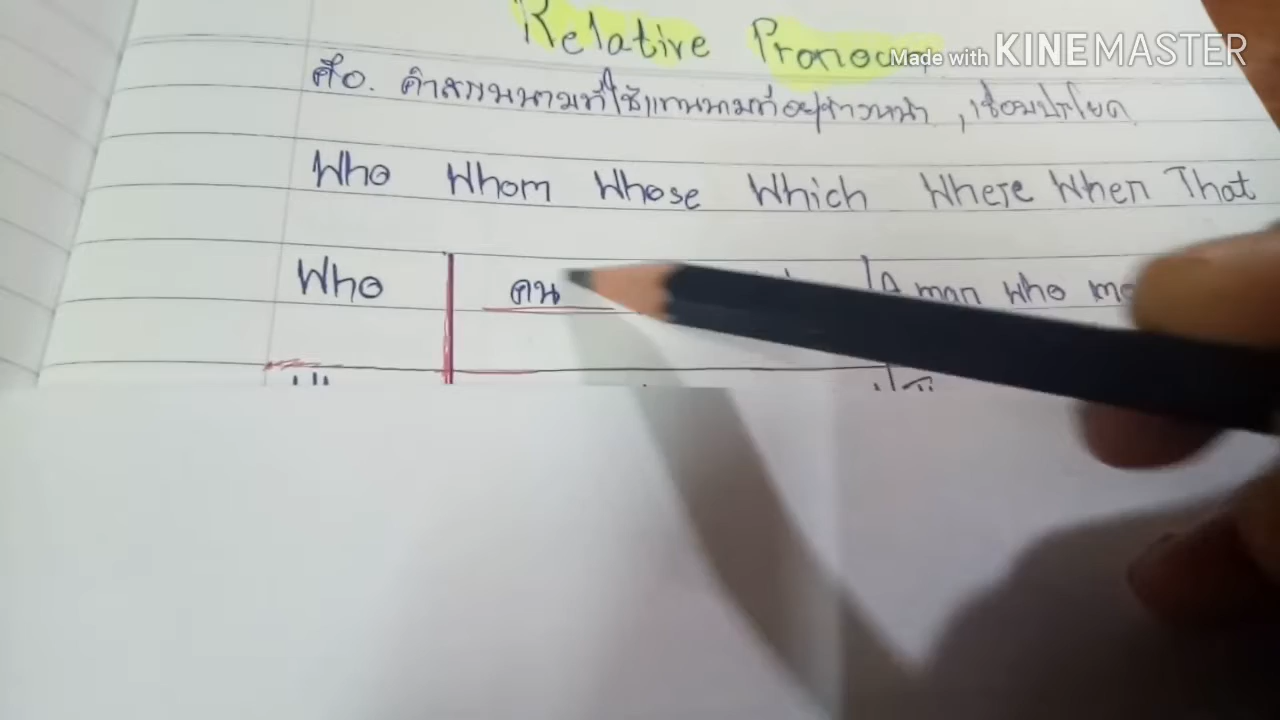 Relative Pronoun
Made with KINEMASTER
คือ. คำสรรพนามที่ใช้แทนนามที่อยู่ข้างหน้า , เชื่อมประโยค
Who Whom Whose Which Where When That
Who คน A man who